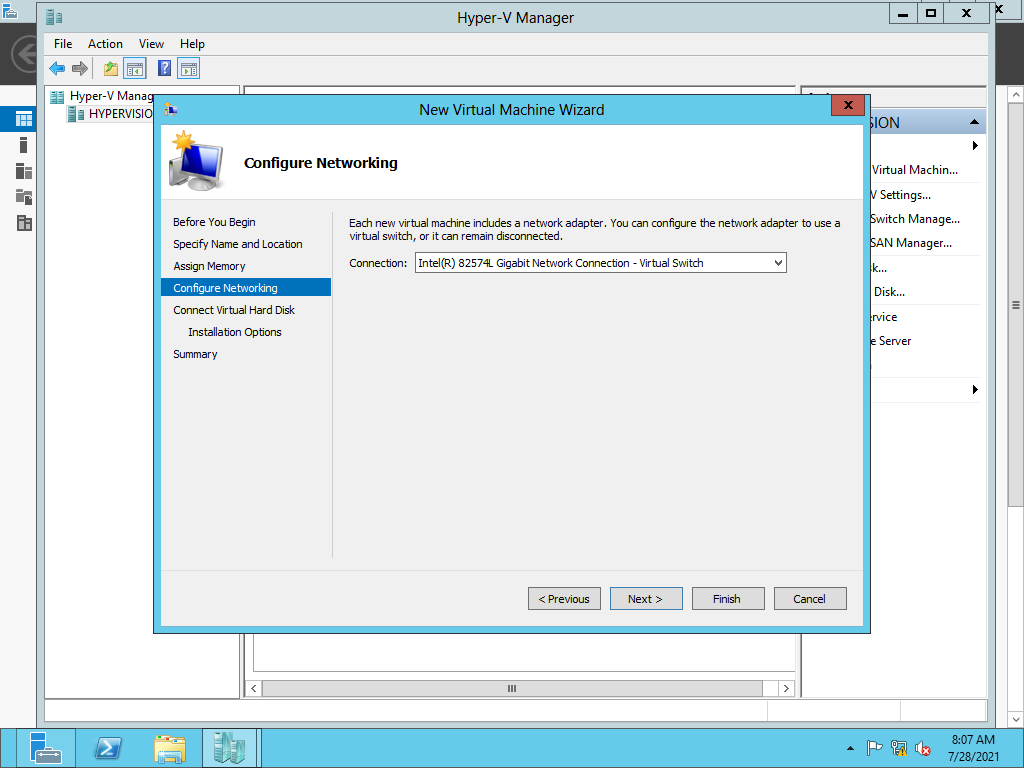 Hyper-V Manager
File Action View Help
Hyper-V Manag
HYPERVISIO
New Virtual Machine Wizard
Configure Networking
Before You Begin
Specify Name and Location
Assign Memory
Configure Networking
Connect Virtual Hard Disk
Installation Options
Summary
Each new virtual machine includes a network adapter. You can configure the network adapter to use a
virtual switch, or it can remain disconnected.
Connection: Intel(R) 82574L Gigabit Network Connection - Virtual Switch
< Previous Next > Finish Cancel
SION
Virtual Machin...
V Settings...
Switch Manage...
SAN Manager...
sk...
Disk...
ervice
e Server
8:07 AM
7/28/2021